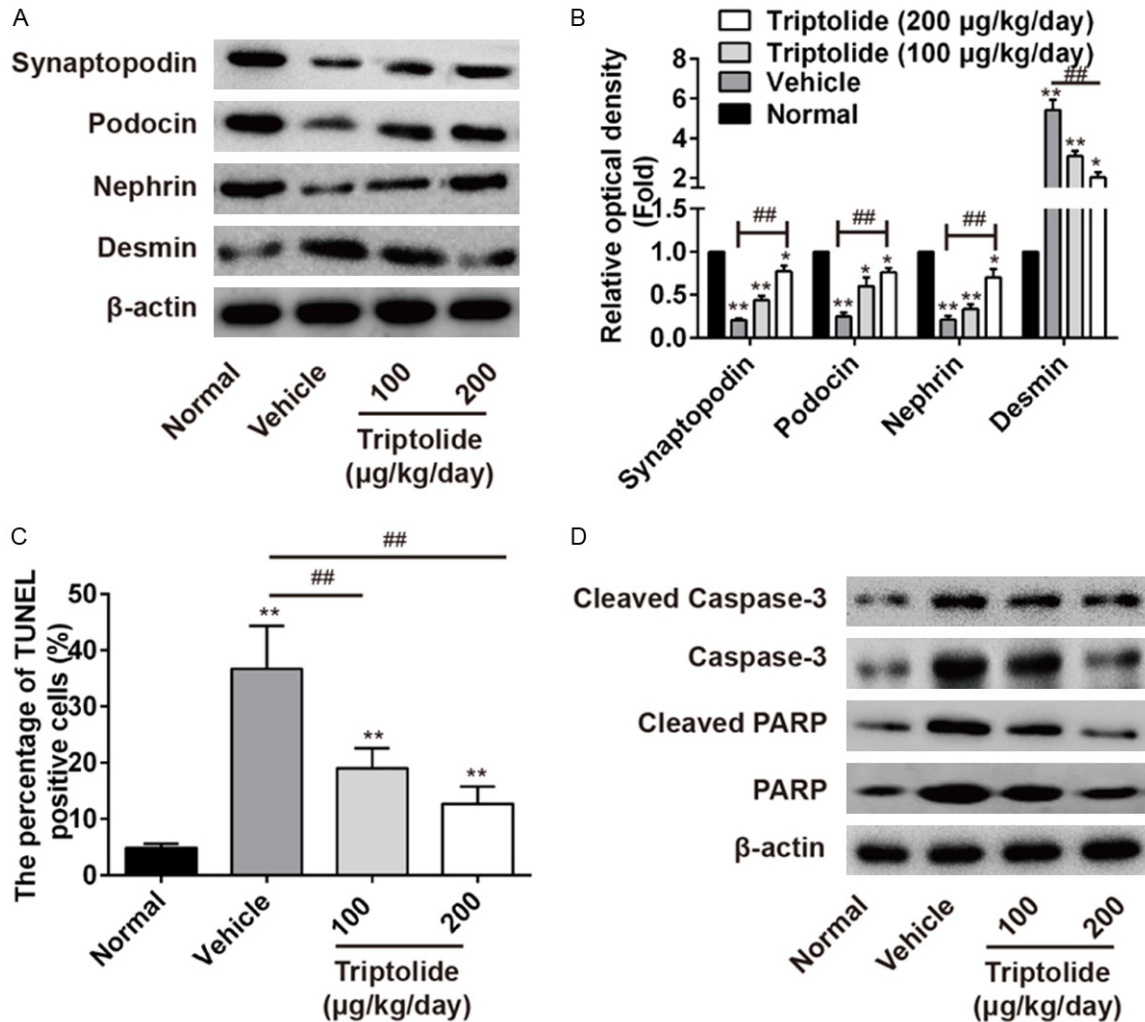 A
Synaptopodin
Podocin
Nephrin
Desmin
β-actin
Normal
Vehicle
100
200
Triptolide
(µg/kg/day)
B
Triptolide (200 µg/kg/day)
Triptolide (100 µg/kg/day)
Vehicle
Normal
Relative optical density
(Fold)
8
6
4
2
1.5
1.0
0.5
0.0
##
##
##
##
**
**
*
**
*
*
**
**
*
**
**
*
Synaptopodin
Podocin
Nephrin
Desmin
C
The percentage of TUNEL
positive cells (%)
50
40
30
20
10
0
##
##
**
**
**
Normal
Vehicle
100
200
Triptolide
(µg/kg/day)
D
Cleaved Caspase-3
Caspase-3
Cleaved PARP
PARP
β-actin
Normal
Vehicle
100
200
Triptolide
(µg/kg/day)